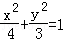 x²/4 + y²/3 = 1